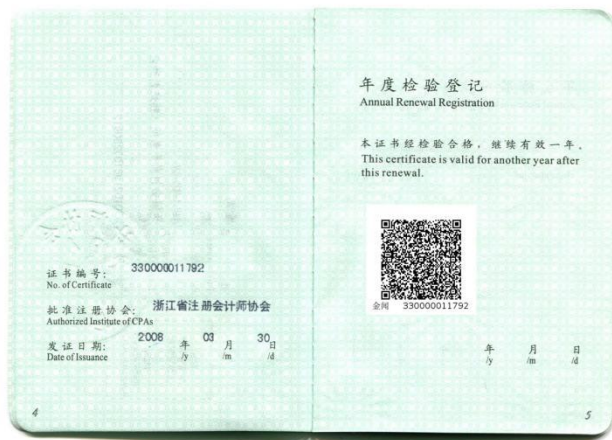 证书编号: 330000011792
No. of Certificate
批准注册协会: 浙江省注册会计师协会
Authorized Institute of CPAs
发证日期: 2008 年 03 月 30 日
Date of Issuance /y /m /d
4
年度检验登记
Annual Renewal Registration
本证书经检验合格，继续有效一年.
This certificate is valid for another year after
this renewal.
金闻 330000011792
年 月 日
/y /m /d
5